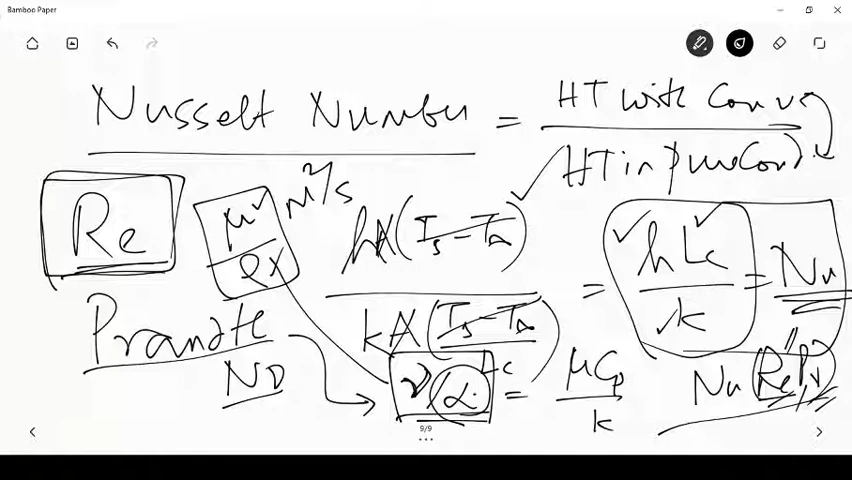 Bamboo Paper
Nusselt Number = HT with Conv
HT in pure Cond.
Re
μ
ρ
M²/s
hA(Ts-Ta)
kA(Ts-Ta)
Lc
= hLc
k
= Nu
Prandtl
No
ν/α = μCp
k
Nu Re Pr
9/9